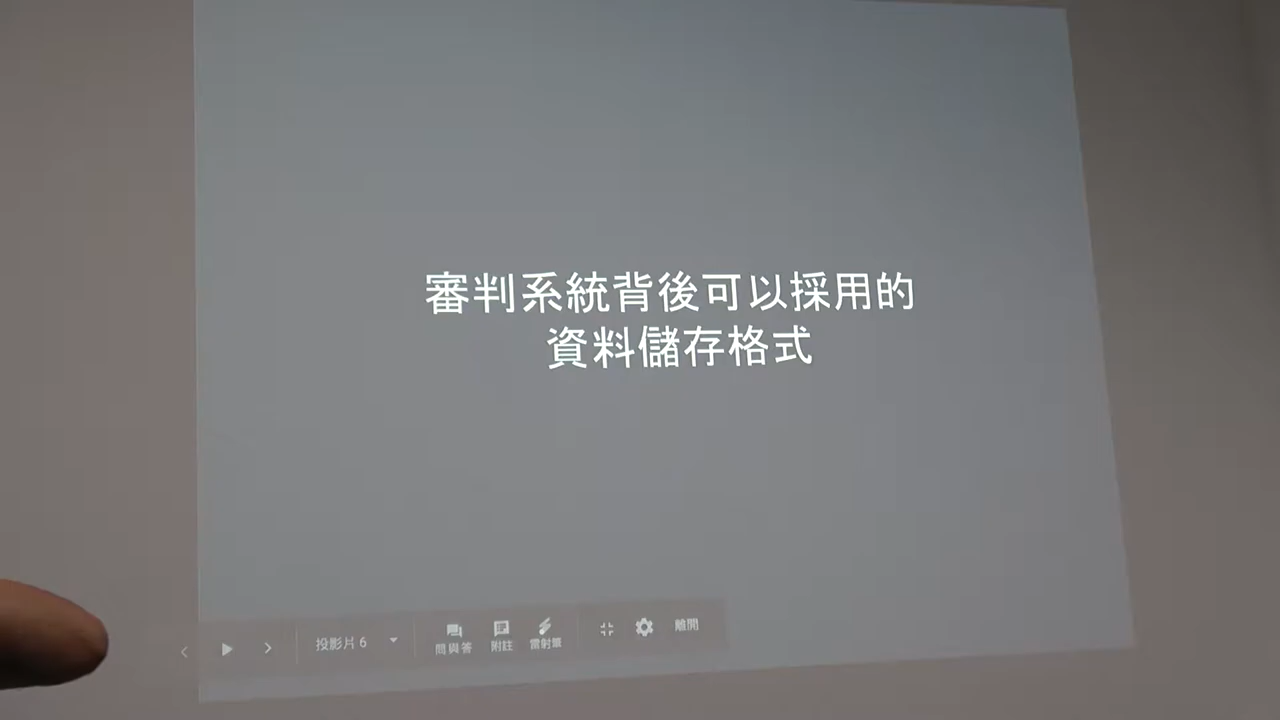 審判系統背後可以採用的
資料儲存格式
投影片 6
問與答
附註
雷射筆
離開